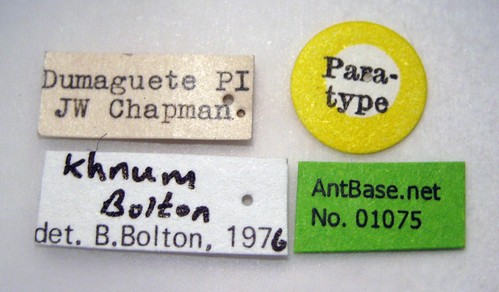 Dumaguete PI
JW Chapman.
Para-
type
khnum
Bolton
det. B.Bolton, 1976
AntBase.net
No. 01075